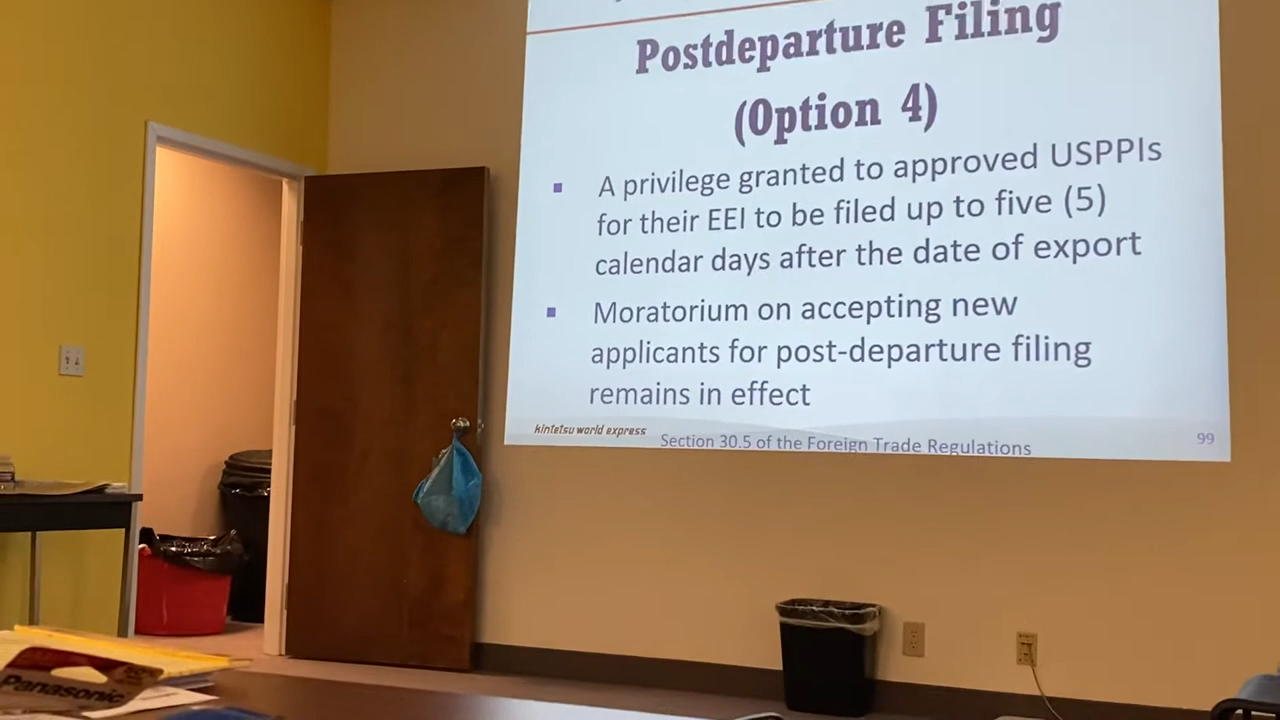 Postdeparture Filing
(Option 4)
A privilege granted to approved USPPIs
for their EEI to be filed up to five (5)
calendar days after the date of export
Moratorium on accepting new
applicants for post-departure filing
remains in effect
kintetsu world express
Section 30.5 of the Foreign Trade Regulations
99
Panasonic